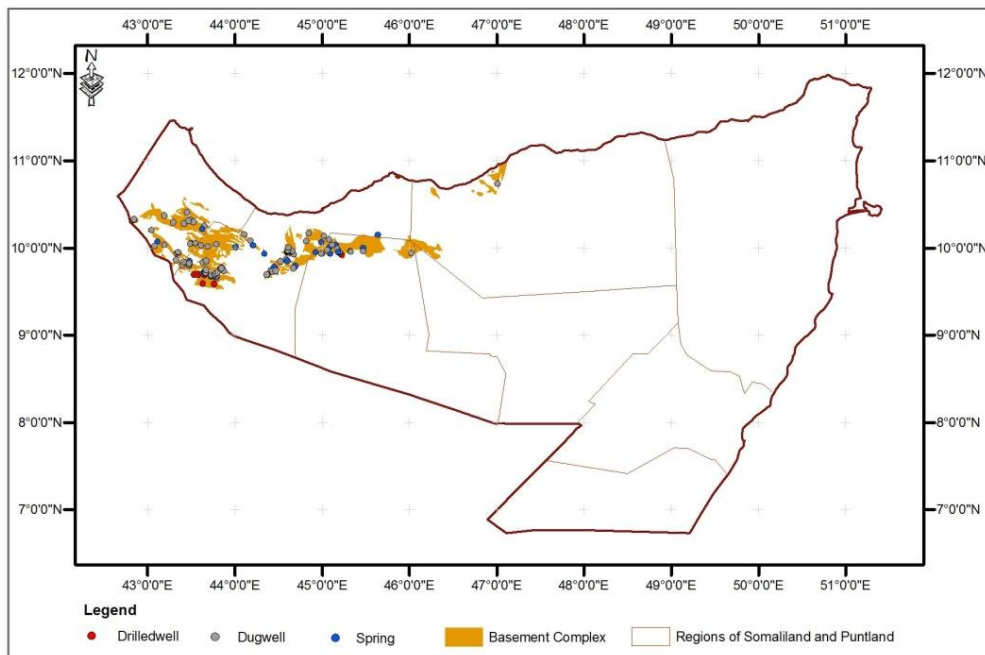 43°0'0"E 44°0'0"E 45°0'0"E 46°0'0"E 47°0'0"E 48°0'0"E 49°0'0"E 50°0'0"E 51°0'0"E
N
12°0'0"N 12°0'0"N
11°0'0"N 11°0'0"N
10°0'0"N 10°0'0"N
9°0'0"N 9°0'0"N
8°0'0"N 8°0'0"N
7°0'0"N 7°0'0"N
43°0'0"E 44°0'0"E 45°0'0"E 46°0'0"E 47°0'0"E 48°0'0"E 49°0'0"E 50°0'0"E 51°0'0"E
Legend
Drilledwell Dugwell Spring Basement Complex Regions of Somaliland and Puntland